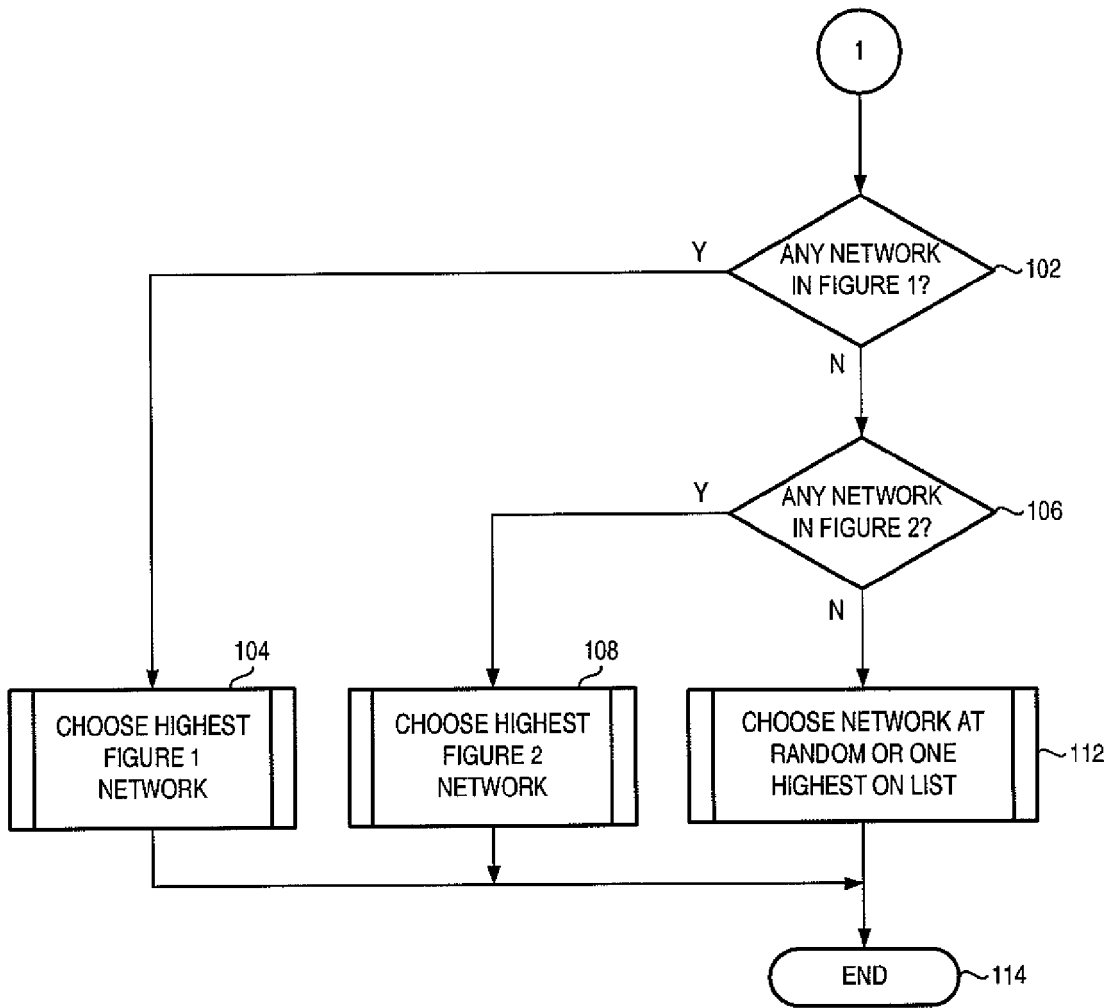 1
ANY NETWORK
IN FIGURE 1?
102
Y
N
ANY NETWORK
IN FIGURE 2?
106
Y
N
104
CHOOSE HIGHEST
FIGURE 1
NETWORK
108
CHOOSE HIGHEST
FIGURE 2
NETWORK
CHOOSE NETWORK AT
RANDOM OR ONE
HIGHEST ON LIST
112
END
114